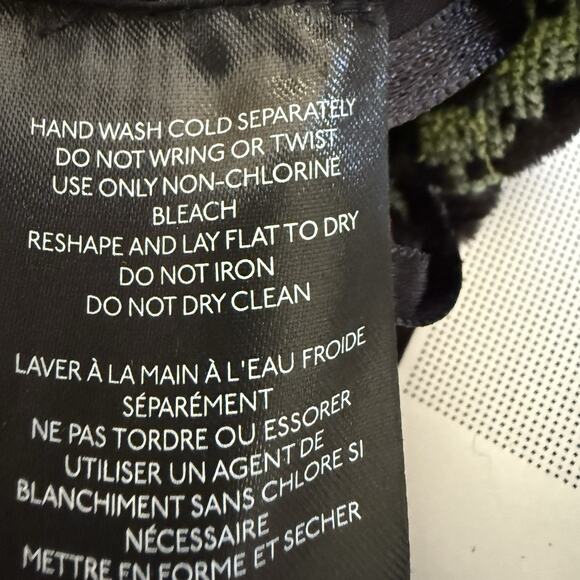 HAND WASH COLD SEPARATELY
DO NOT WRING OR TWIST
USE ONLY NON-CHLORINE
BLEACH
RESHAPE AND LAY FLAT TO DRY
DO NOT IRON
DO NOT DRY CLEAN
LAVER À LA MAIN À L'EAU FROIDE
SÉPARÉMENT
NE PAS TORDRE OU ESSORER
UTILISER UN AGENT DE
BLANCHIMENT SANS CHLORE SI
NÉCESSAIRE
METTRE EN FORME ET SECHER